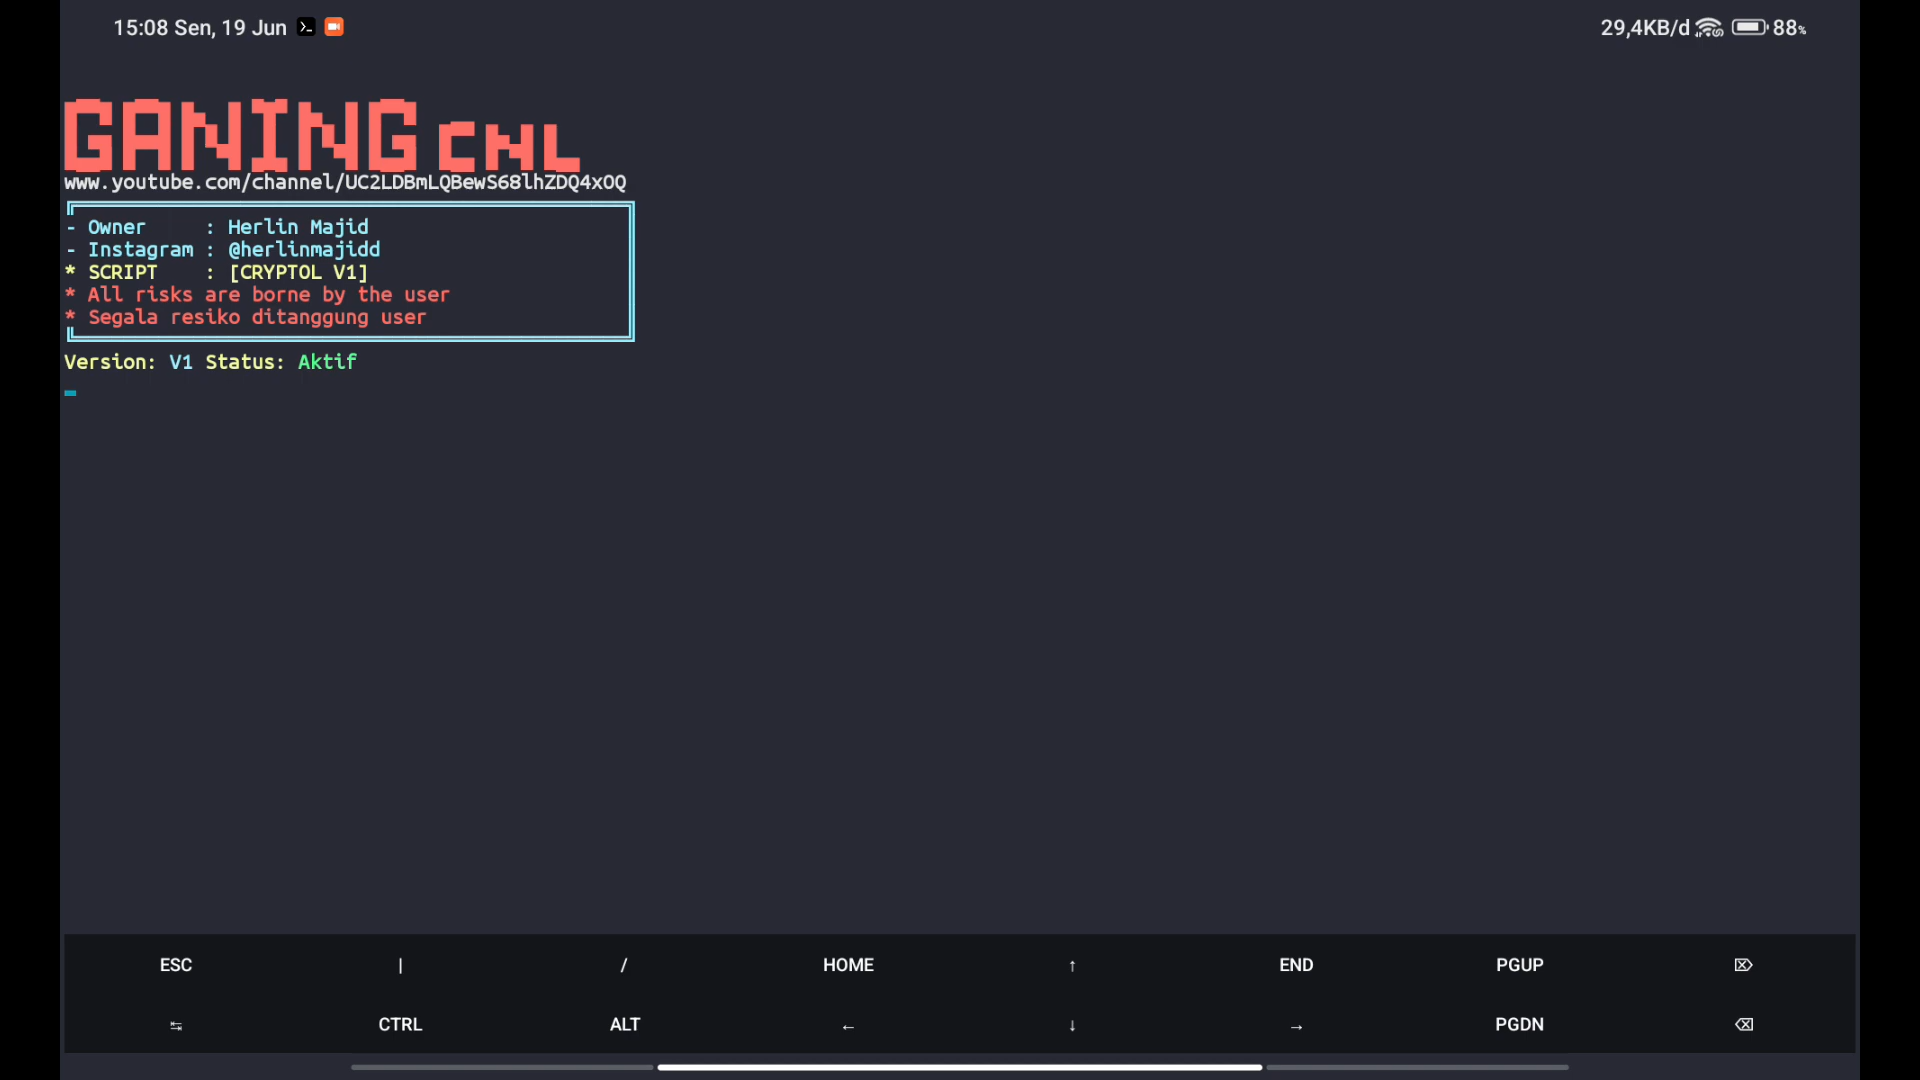 15:08 Sen, 19 Jun
29,4KB/d 88%
GANING CNL
www.youtube.com/channel/UC2LDBmLQBewS68lhZDQ4xOQ
- Owner : Herlin Majid
- Instagram : @herlinmajidd
* SCRIPT : [CRYPTOL V1]
* All risks are borne by the user
* Segala resiko ditanggung user
Version: V1 Status: Aktif
ESC | / HOME ↑ END PGUP ⌦
⇆ CTRL ALT ← ↓ → PGDN ⌫